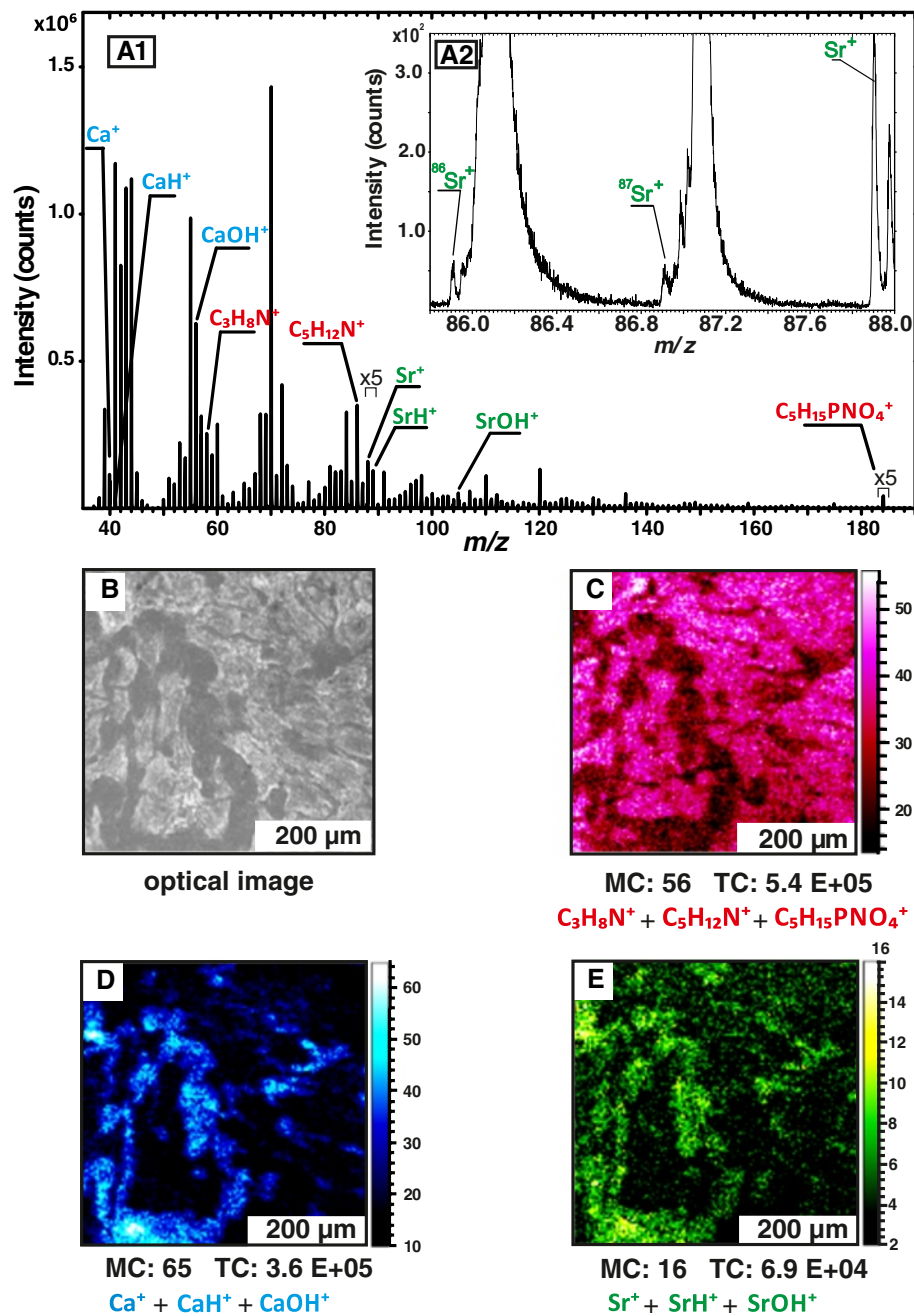 x10⁶
A1
1.5
1.0
0.5
Intensity (counts)
Ca⁺
CaH⁺
CaOH⁺
C₃H₈N⁺
C₅H₁₂N⁺
x5
Sr⁺
SrH⁺
SrOH⁺
C₅H₁₅PNO₄⁺
x5
40 60 80 100 120 140 160 180
m/z
x10²
A2
3.0
2.0
1.0
Intensity (counts)
⁸⁶Sr⁺
⁸⁷Sr⁺
Sr⁺
86.0 86.4 86.8 87.2 87.6 88.0
m/z
B
200 µm
optical image
C
200 µm
50
40
30
20
MC: 56 TC: 5.4 E+05
C₃H₈N⁺ + C₅H₁₂N⁺ + C₅H₁₅PNO₄⁺
D
200 µm
60
50
40
30
20
10
MC: 65 TC: 3.6 E+05
Ca⁺ + CaH⁺ + CaOH⁺
E
200 µm
16
14
12
10
8
6
4
2
MC: 16 TC: 6.9 E+04
Sr⁺ + SrH⁺ + SrOH⁺